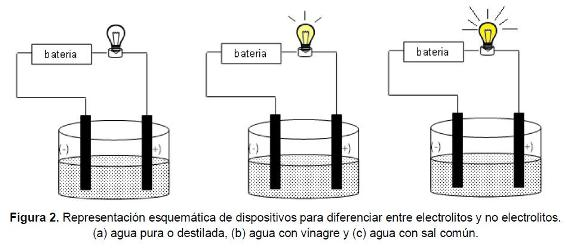 bateria
bateria
bateria
(-) +)
(-) +)
(-) +)
Figura 2. Representación esquemática de dispositivos para diferenciar entre electrolitos y no electrolitos.
(a) agua pura o destilada, (b) agua con vinagre y (c) agua con sal común.